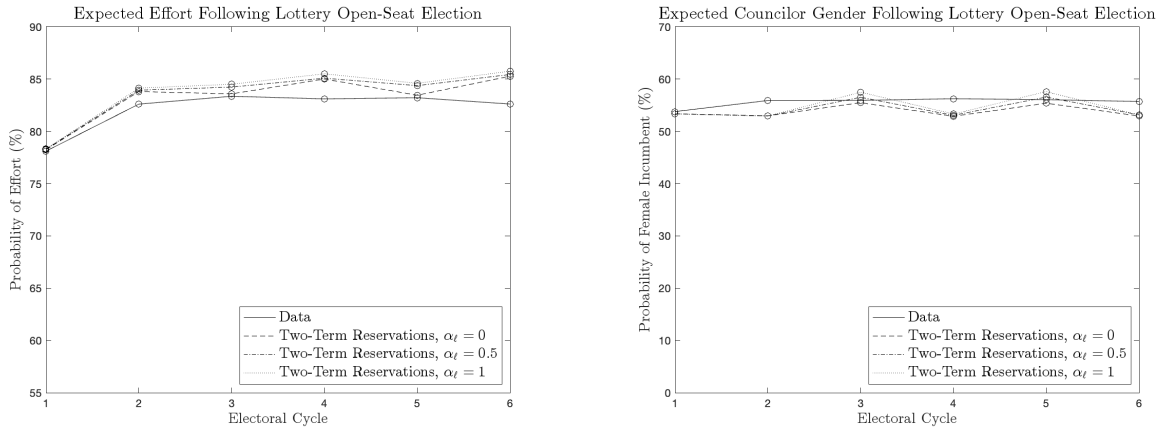 Expected Effort Following Lottery Open-Seat Election
90
85
80
75
70
65
60
55
Probability of Effort (%)
Data
Two-Term Reservations, αℓ = 0
Two-Term Reservations, αℓ = 0.5
Two-Term Reservations, αℓ = 1
1 2 3 4 5 6
Electoral Cycle
Expected Councilor Gender Following Lottery Open-Seat Election
70
60
50
40
30
20
10
0
Probability of Female Incumbent (%)
Data
Two-Term Reservations, αℓ = 0
Two-Term Reservations, αℓ = 0.5
Two-Term Reservations, αℓ = 1
1 2 3 4 5 6
Electoral Cycle